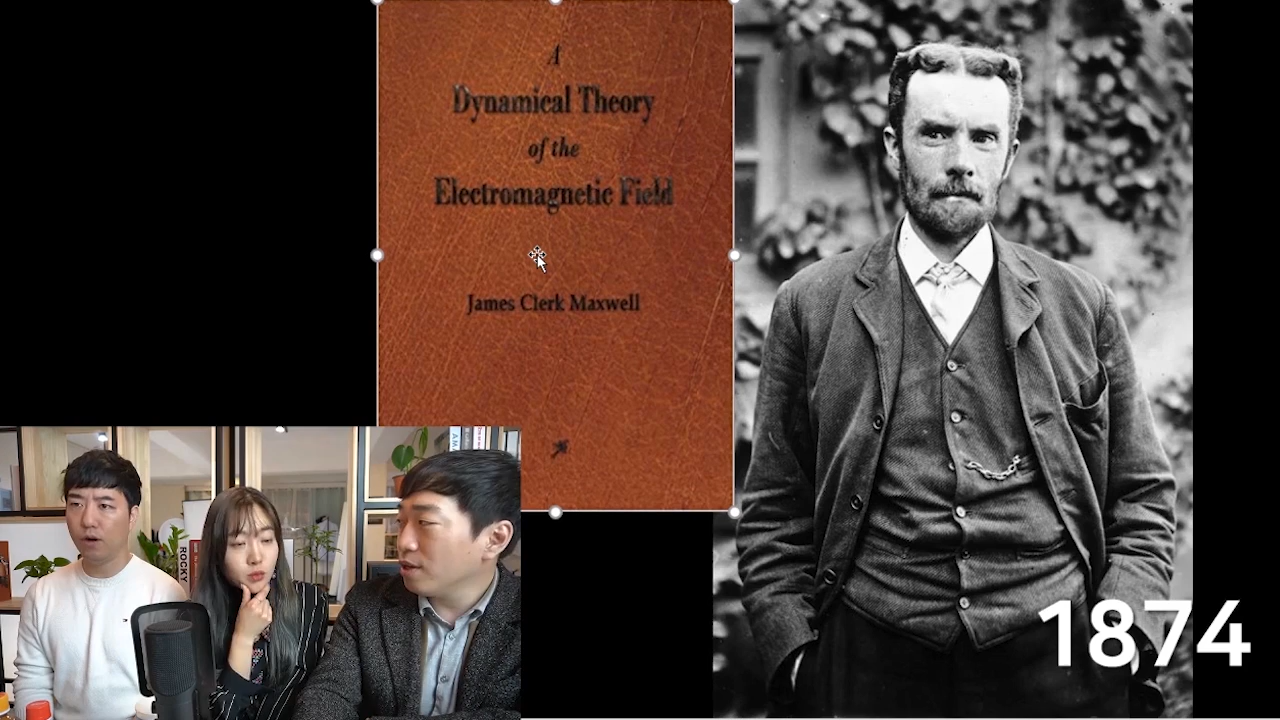 A
Dynamical Theory
of the
Electromagnetic Field
James Clerk Maxwell
1874
ROCKY